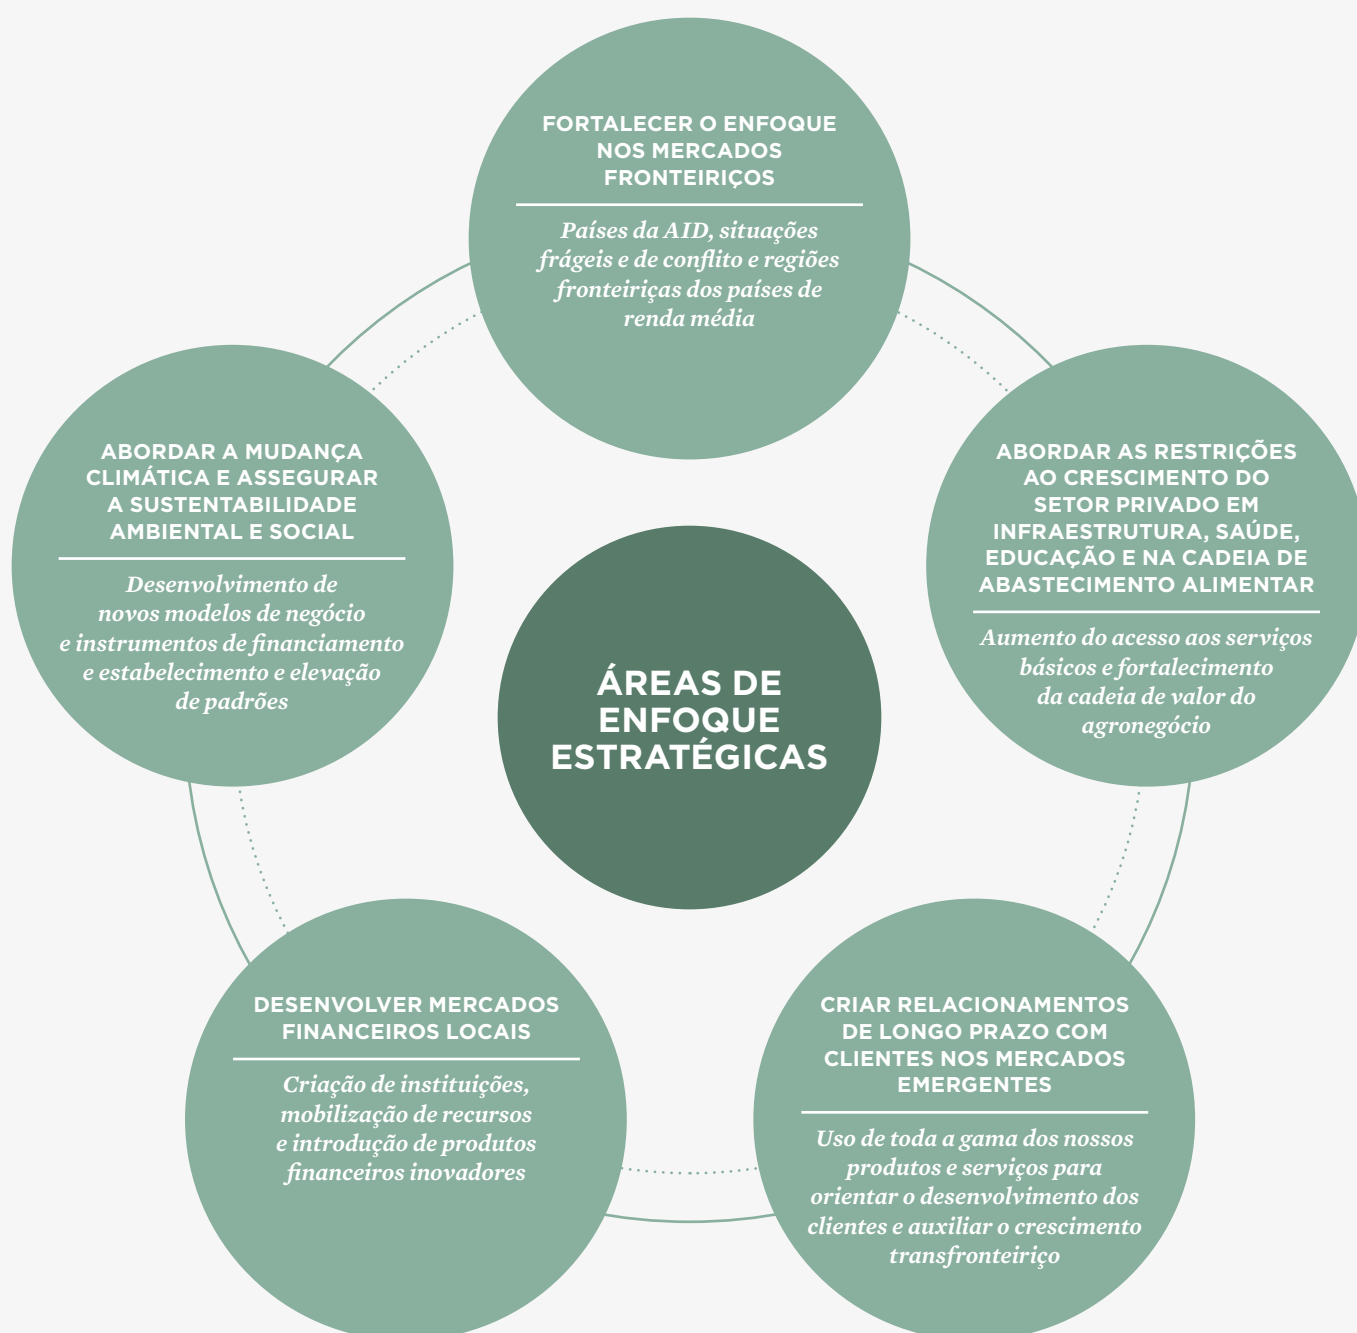 FORTALECER O ENFOQUE
NOS MERCADOS
FRONTEIRIÇOS
Países da AID, situações
frágeis e de conflito e regiões
fronteiriças dos países de
renda média
ABORDAR A MUDANÇA
CLIMÁTICA E ASSEGURAR
A SUSTENTABILIDADE
AMBIENTAL E SOCIAL
Desenvolvimento de
novos modelos de negócio
e instrumentos de financiamento
e estabelecimento e elevação
de padrões
ABORDAR AS RESTRIÇÕES
AO CRESCIMENTO DO
SETOR PRIVADO EM
INFRAESTRUTURA, SAÚDE,
EDUCAÇÃO E NA CADEIA DE
ABASTECIMENTO ALIMENTAR
Aumento do acesso aos serviços
básicos e fortalecimento
da cadeia de valor do
agronegócio
ÁREAS DE
ENFOQUE
ESTRATÉGICAS
DESENVOLVER MERCADOS
FINANCEIROS LOCAIS
Criação de instituições,
mobilização de recursos
e introdução de produtos
financeiros inovadores
CRIAR RELACIONAMENTOS
DE LONGO PRAZO COM
CLIENTES NOS MERCADOS
EMERGENTES
Uso de toda a gama dos nossos
produtos e serviços para
orientar o desenvolvimento dos
clientes e auxiliar o crescimento
transfronteiriço